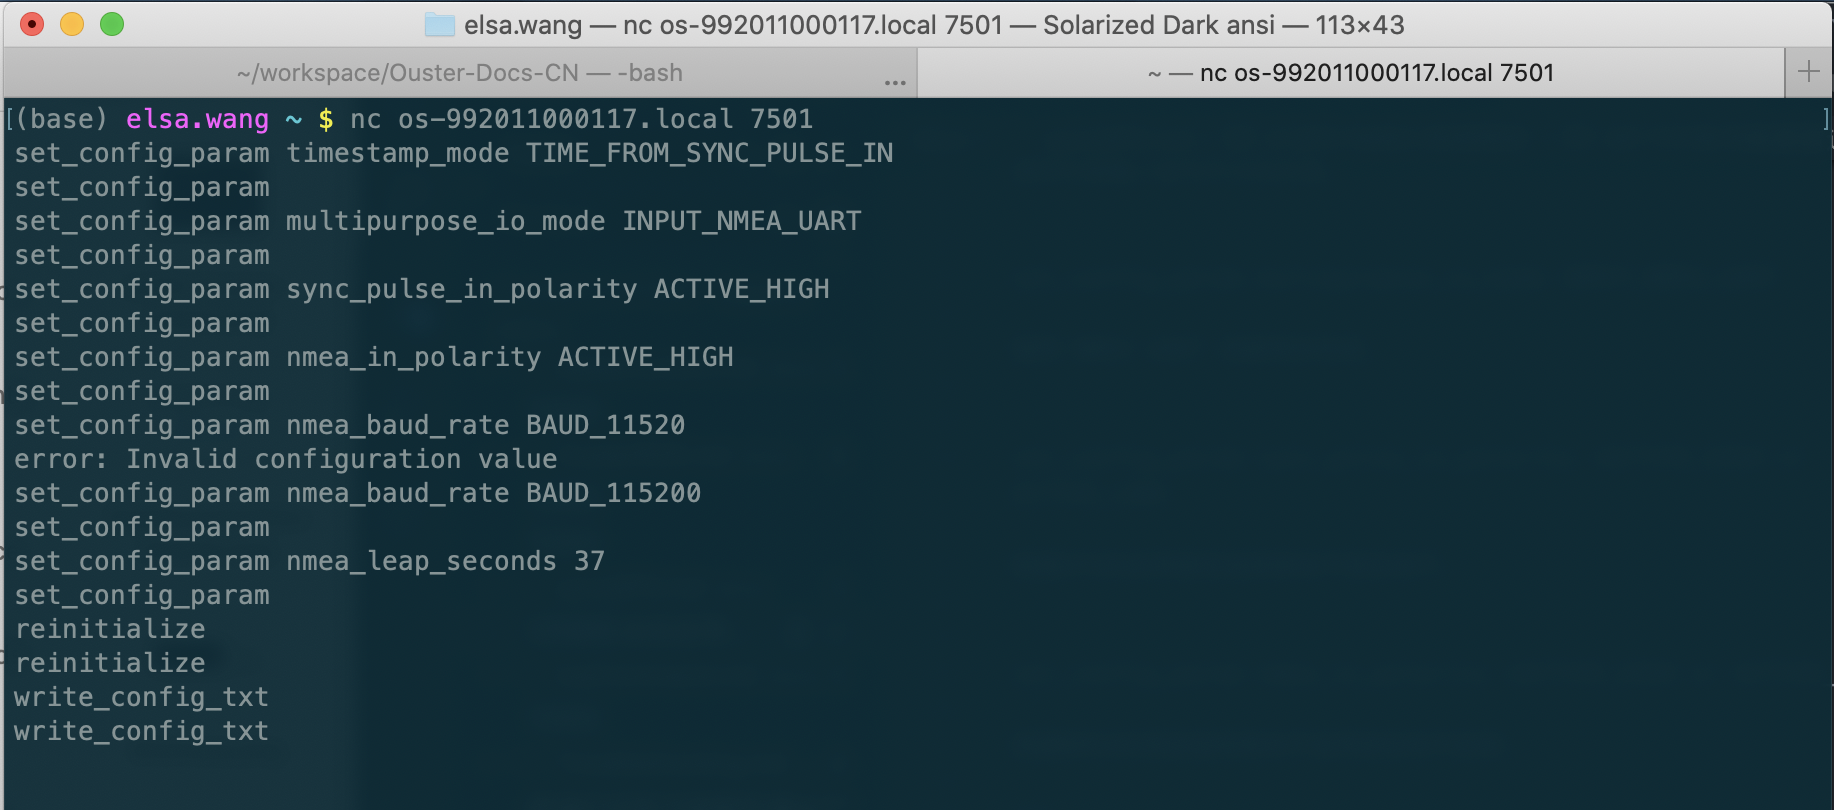 elsa.wang — nc os-992011000117.local 7501 — Solarized Dark ansi — 113×43
~/workspace/Ouster-Docs-CN — -bash ... ~ — nc os-992011000117.local 7501 +
[(base) elsa.wang ~ $ nc os-992011000117.local 7501 ]
set_config_param timestamp_mode TIME_FROM_SYNC_PULSE_IN
set_config_param
set_config_param multipurpose_io_mode INPUT_NMEA_UART
set_config_param
set_config_param sync_pulse_in_polarity ACTIVE_HIGH
set_config_param
set_config_param nmea_in_polarity ACTIVE_HIGH
set_config_param
set_config_param nmea_baud_rate BAUD_11520
error: Invalid configuration value
set_config_param nmea_baud_rate BAUD_115200
set_config_param
set_config_param nmea_leap_seconds 37
set_config_param
reinitialize
reinitialize
write_config_txt
write_config_txt